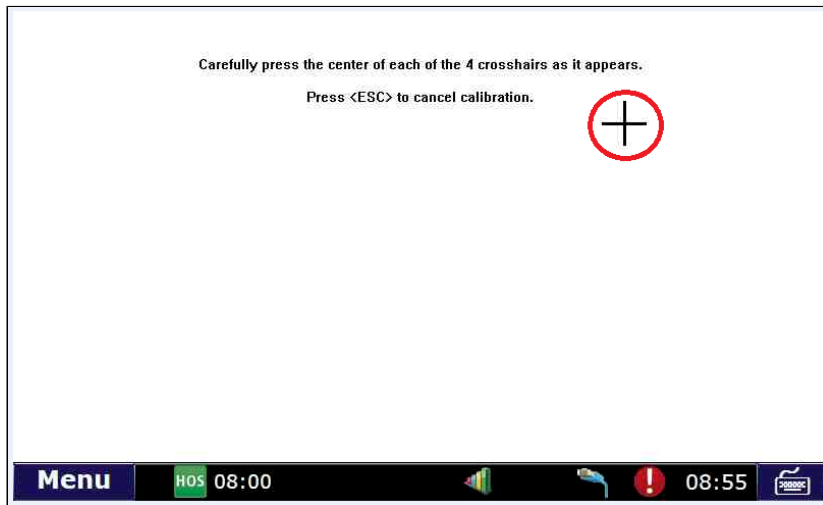 Carefully press the center of each of the 4 crosshairs as it appears.
Press <ESC> to cancel calibration.
Menu HOS 08:00 08:55